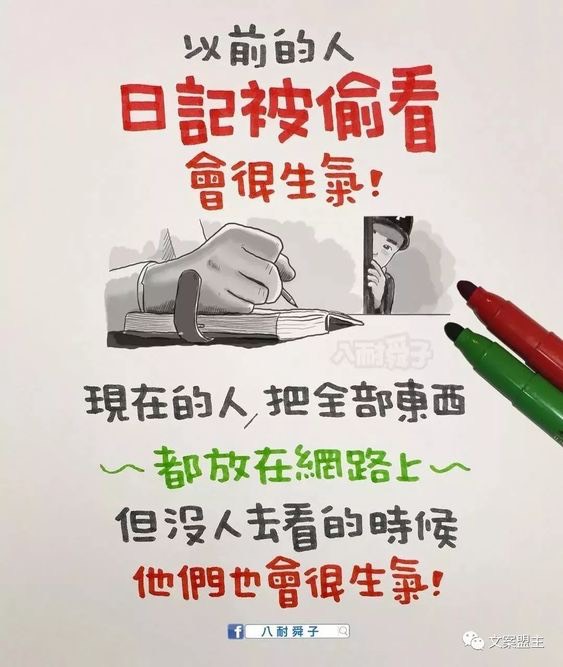 以前的人
日記被偷看
會很生氣!
八耐舜子
現在的人,把全部東西
~都放在網路上~
但沒人去看的時候
他們也會很生氣!
f 八耐舜子
文案盟主